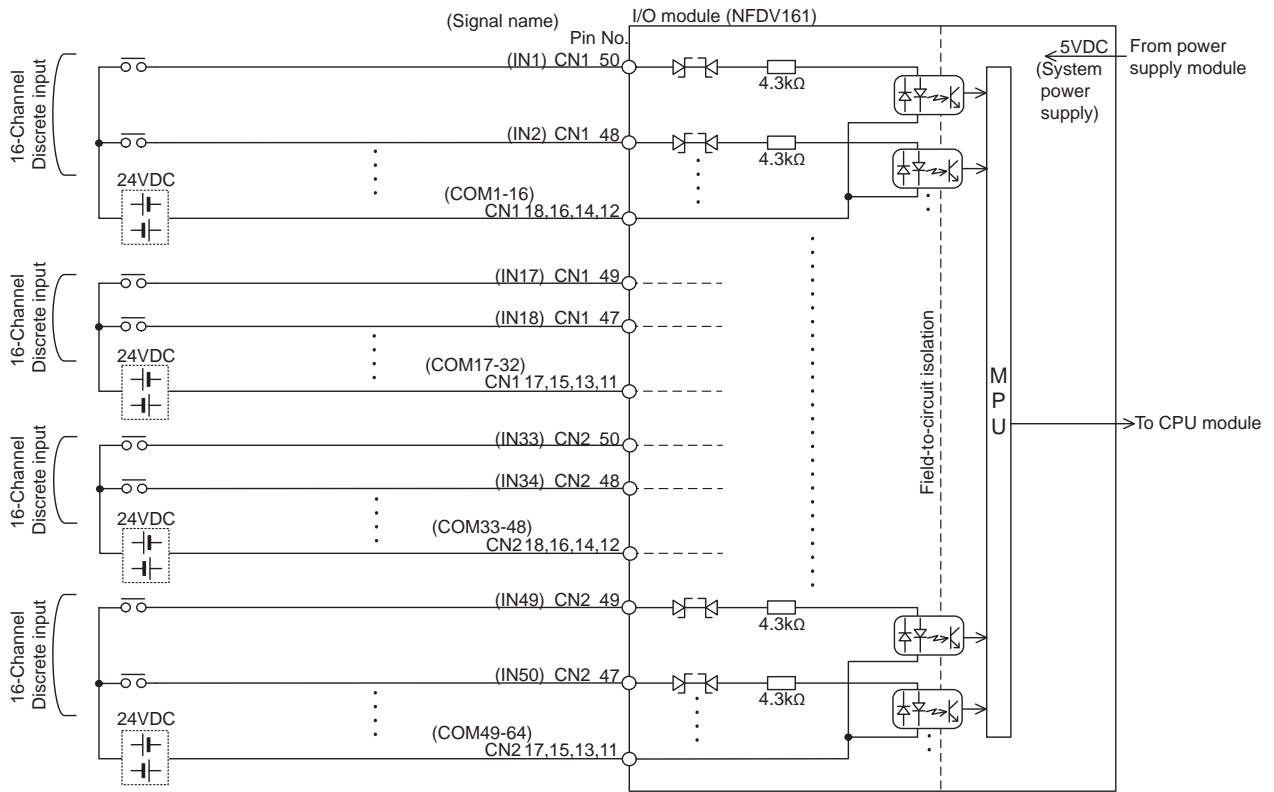 (Signal name)
I/O module (NFDV161)
Pin No.
5VDC
(System
power
supply)
From power
supply module
16-Channel
Discrete input
(IN1) CN1 50
4.3kΩ
(IN2) CN1 48
4.3kΩ
24VDC
(COM1-16)
CN1 18,16,14,12
16-Channel
Discrete input
(IN17) CN1 49
(IN18) CN1 47
24VDC
(COM17-32)
CN1 17,15,13,11
Field-to-circuit isolation
M
P
U
To CPU module
16-Channel
Discrete input
(IN33) CN2 50
(IN34) CN2 48
24VDC
(COM33-48)
CN2 18,16,14,12
16-Channel
Discrete input
(IN49) CN2 49
4.3kΩ
(IN50) CN2 47
4.3kΩ
24VDC
(COM49-64)
CN2 17,15,13,11